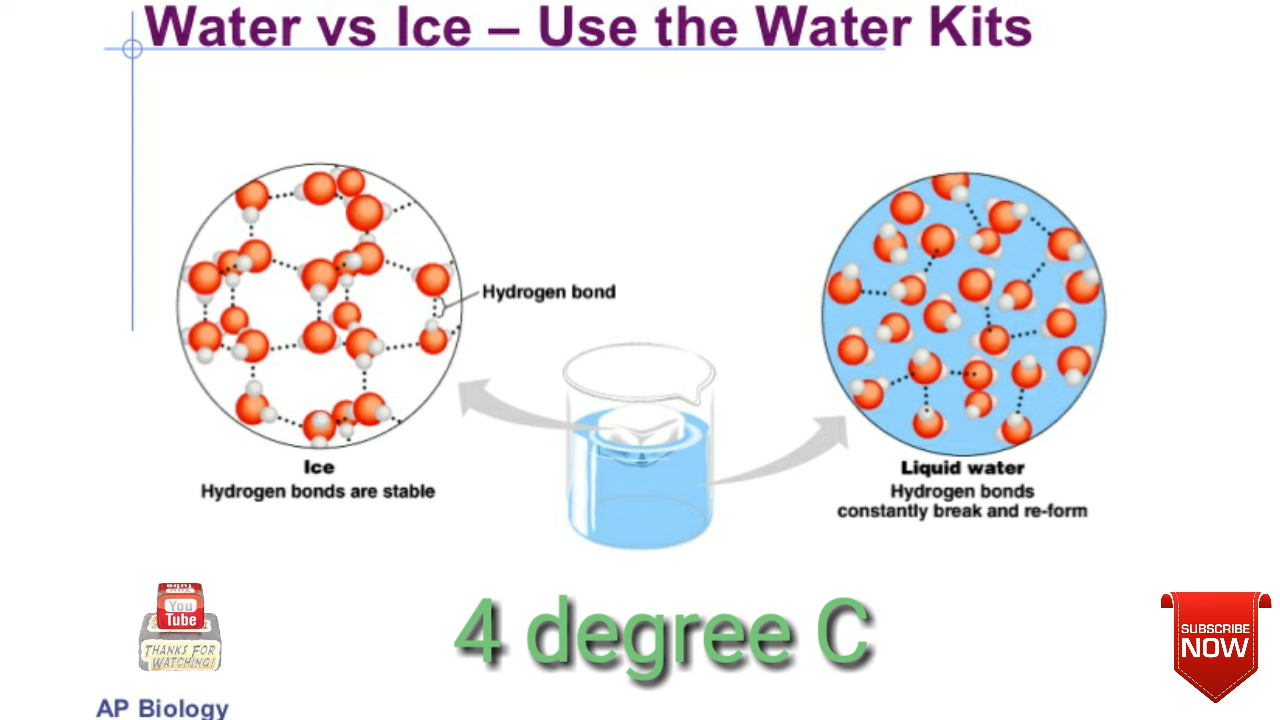 Water vs Ice – Use the Water Kits
Hydrogen bond
Ice
Hydrogen bonds are stable
Liquid water
Hydrogen bonds
constantly break and re-form
4 degree C
You
Tube
THANKS FOR
WATCHING!
SUBSCRIBE
NOW
AP Biology